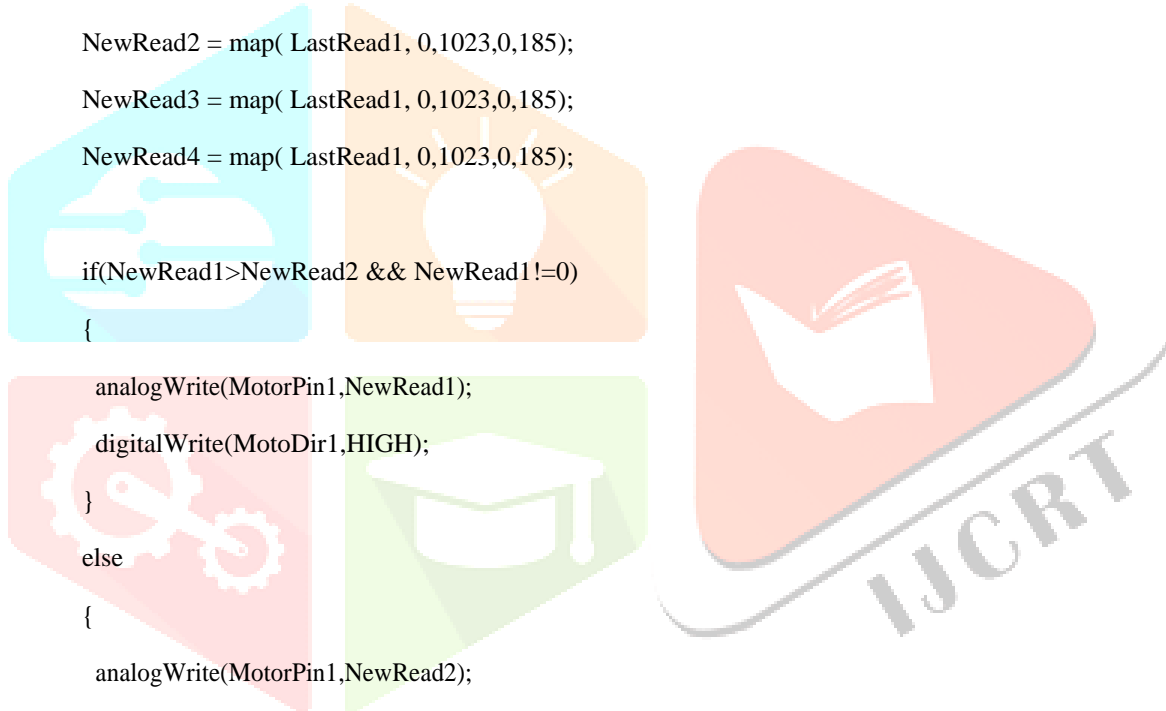 NewRead2 = map( LastRead1, 0,1023,0,185);
NewRead3 = map( LastRead1, 0,1023,0,185);
NewRead4 = map( LastRead1, 0,1023,0,185);
if(NewRead1>NewRead2 && NewRead1!=0)
{
analogWrite(MotorPin1,NewRead1);
digitalWrite(MotoDir1,HIGH);
}
else
{
analogWrite(MotorPin1,NewRead2);
IJCRT